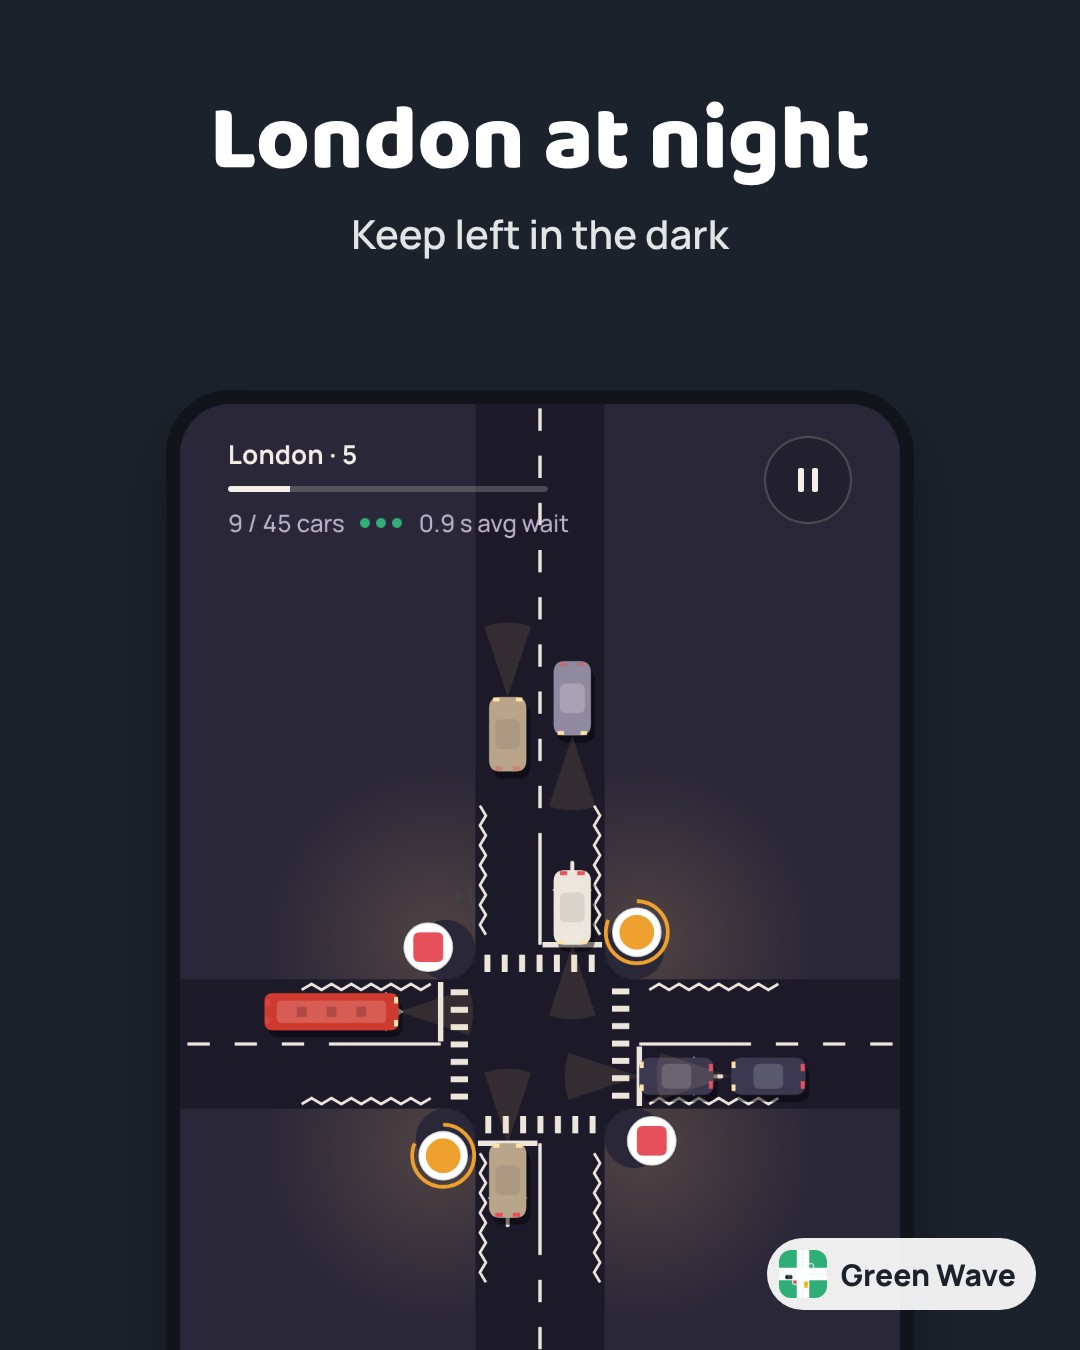 London at night
Keep left in the dark
London · 5
9 / 45 cars 0.9 s avg wait
Green Wave